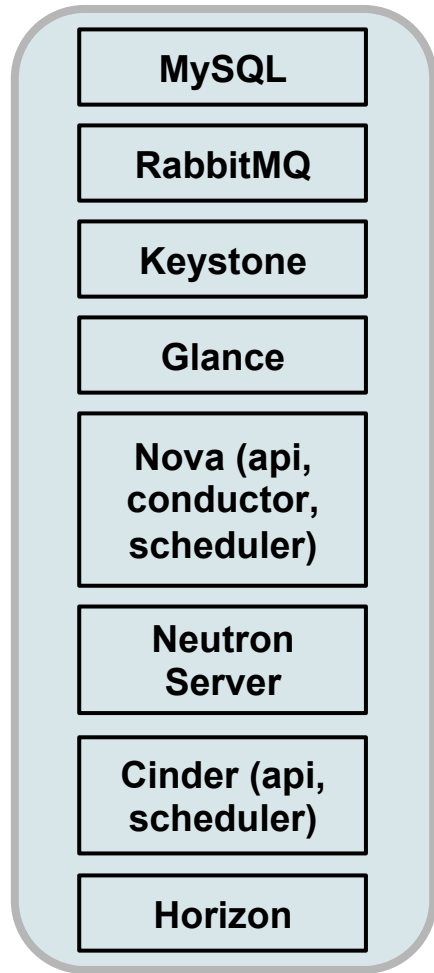 MySQL
RabbitMQ
Keystone
Glance
Nova (api,
conductor,
scheduler)
Neutron
Server
Cinder (api,
scheduler)
Horizon